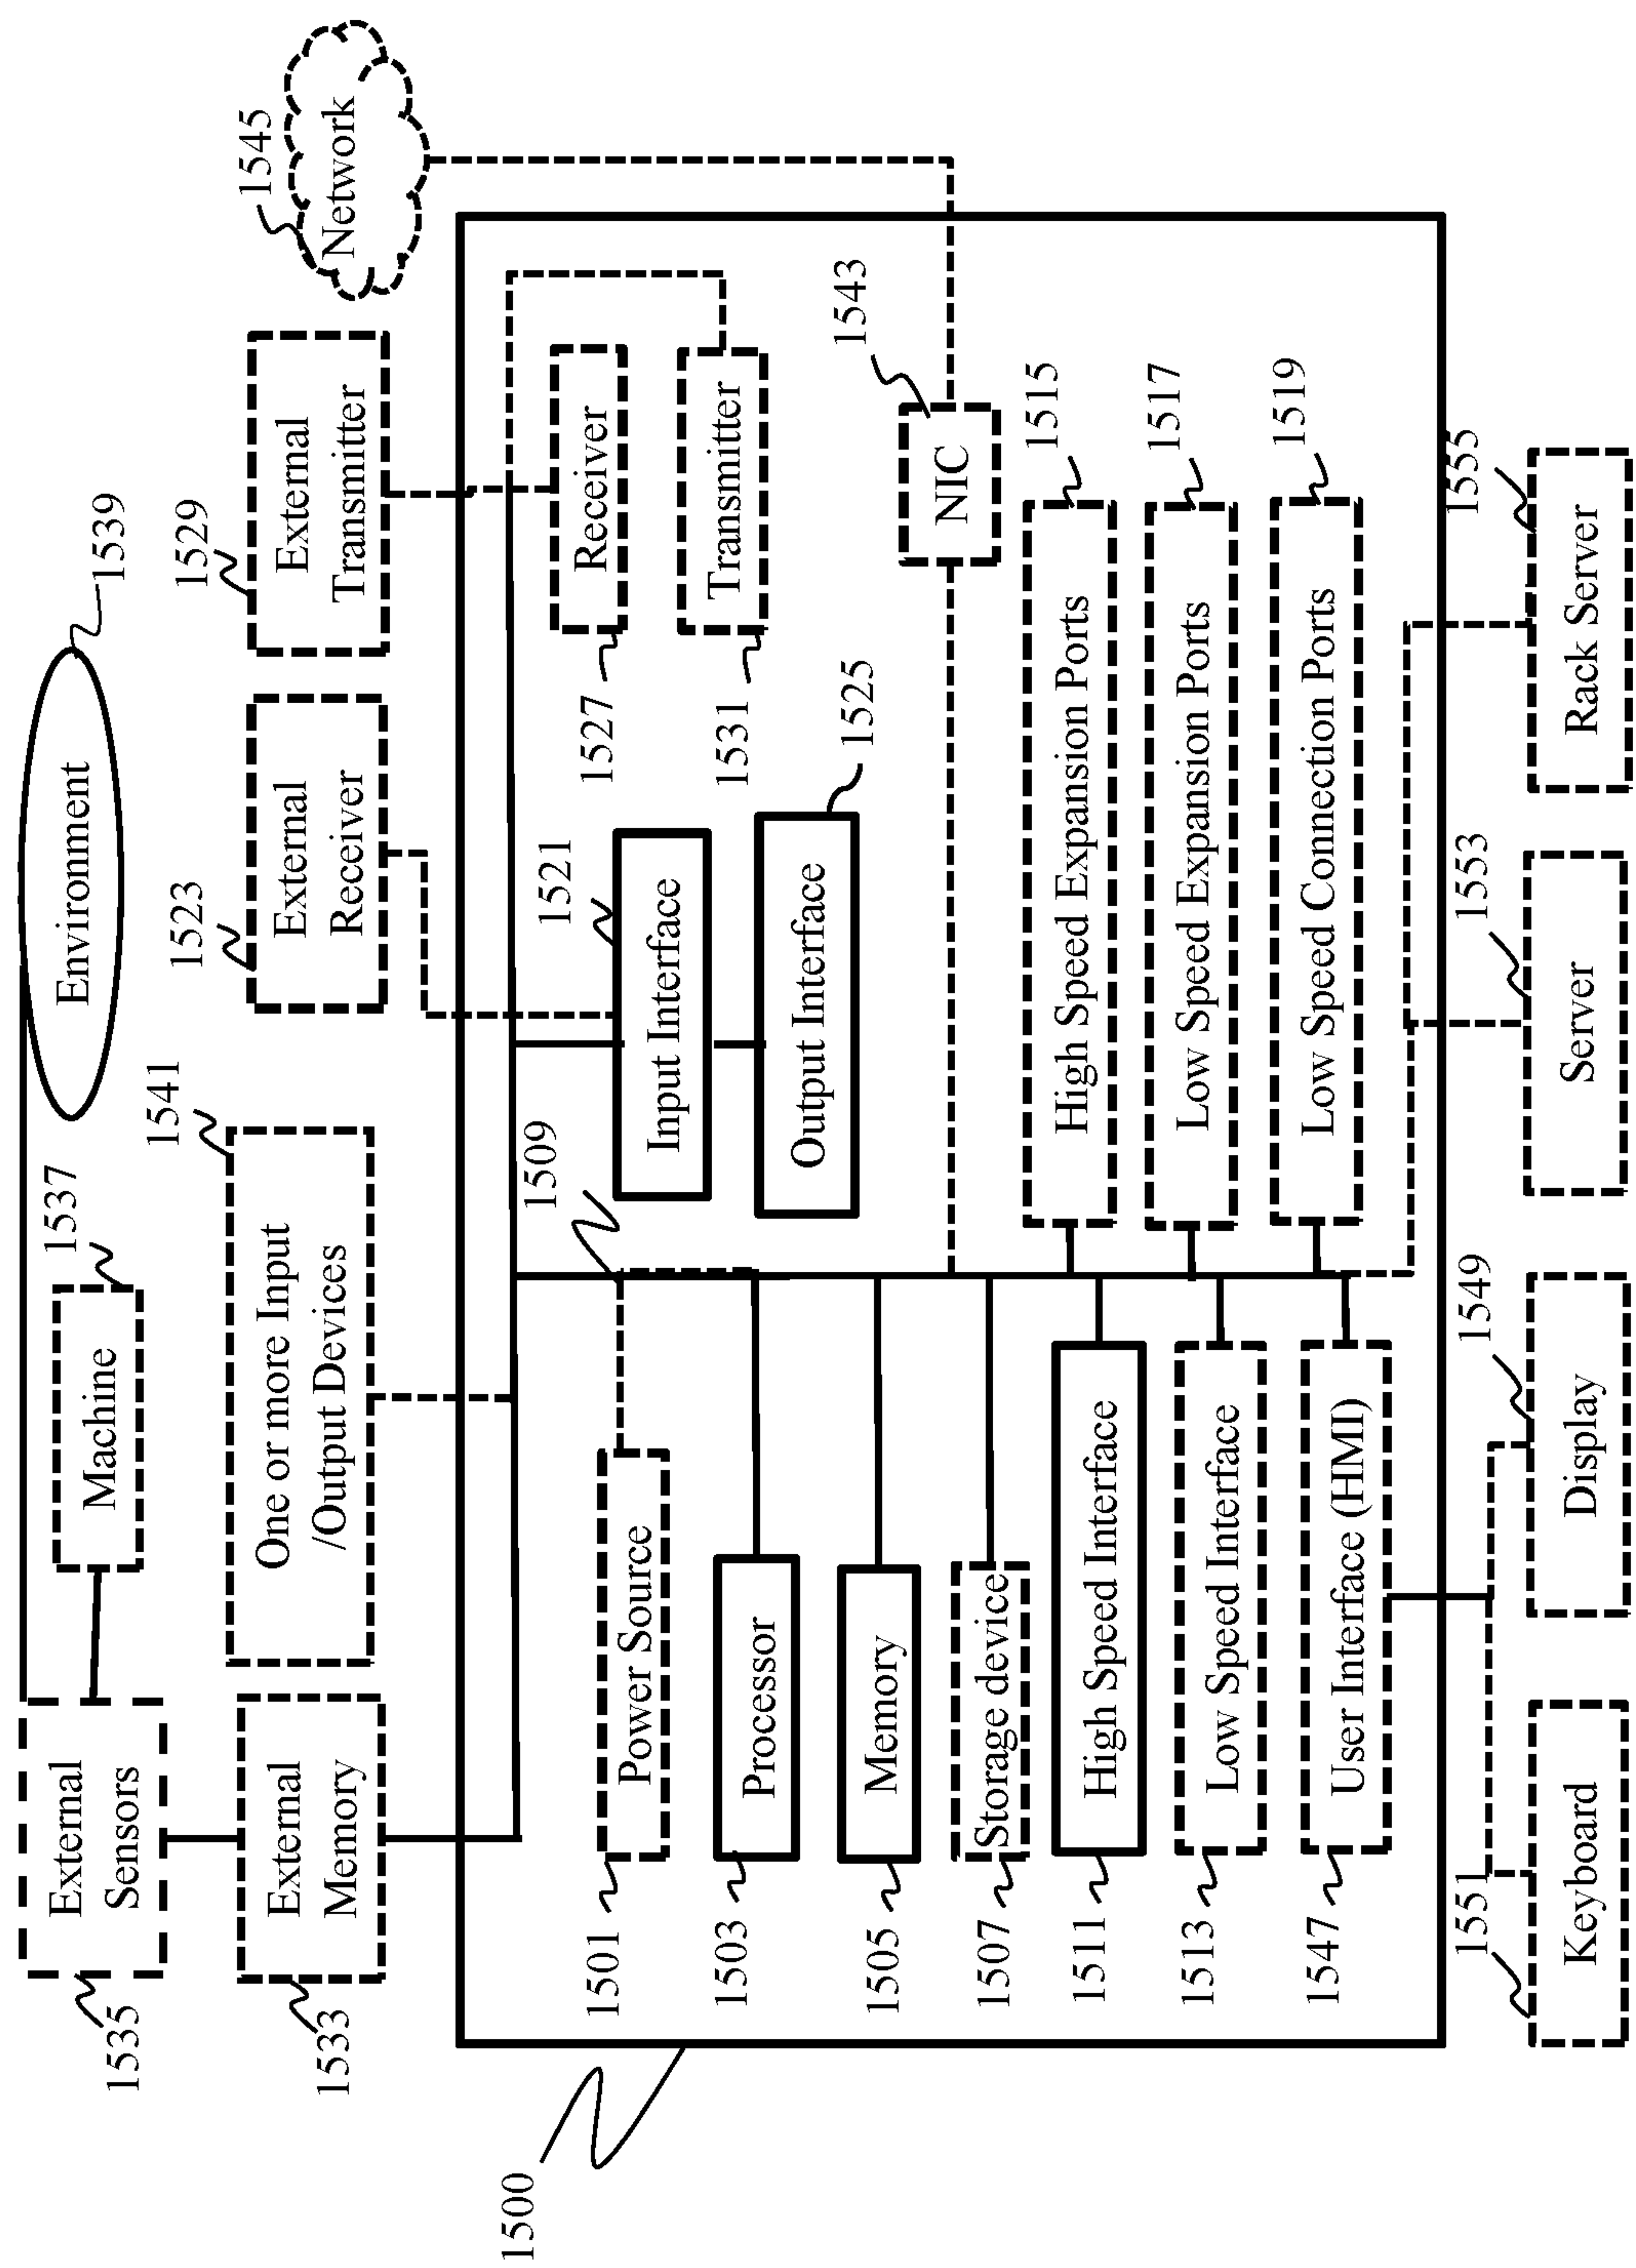 Environment
1539
1537
Machine
External
Sensors
1535
1541
One or more Input
/Output Devices
External
Memory
1533
1523
External
Receiver
1529
External
Transmitter
1545
Network
1509
1521
Input Interface
Output Interface
1525
Receiver
1527
Transmitter
1531
1501
Power Source
1503
Processor
1505
Memory
1507
Storage device
1511
High Speed Interface
1513
Low Speed Interface
1547
User Interface (HMI)
NIC
1543
High Speed Expansion Ports
1515
Low Speed Expansion Ports
1517
Low Speed Connection Ports
1519
1500
1551
Keyboard
1549
Display
1553
Server
1555
Rack Server